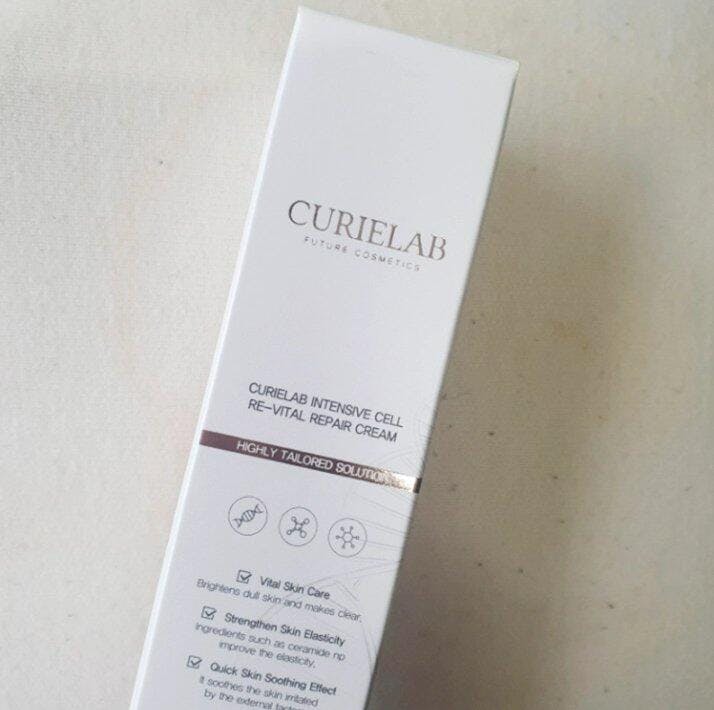 CURIELAB
FUTURE COSMETICS
CURIELAB INTENSIVE CELL
RE-VITAL REPAIR CREAM
HIGHLY TAILORED SOLUTION
Vital Skin Care
Brightens dull skin and makes clear.
Strengthen Skin Elasticity
Ingredients such as ceramide np
improve the elasticity.
Quick Skin Soothing Effect
It soothes the skin irritated
by the external